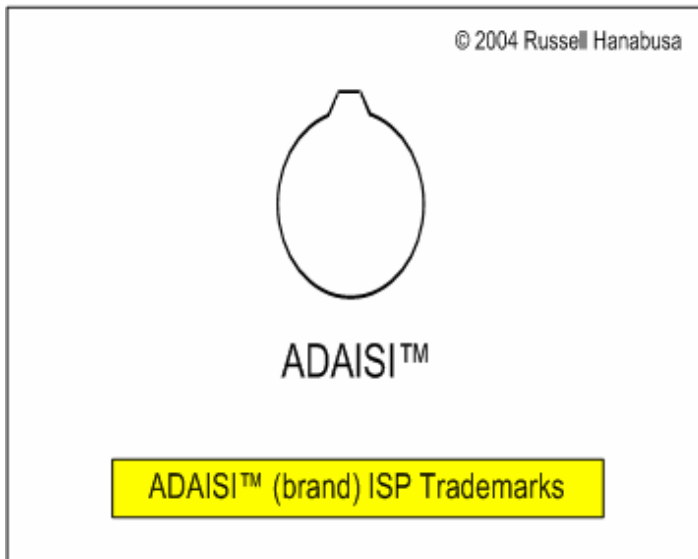 © 2004 Russell Hanabusa
ADAISI™
ADAISI™ (brand) ISP Trademarks